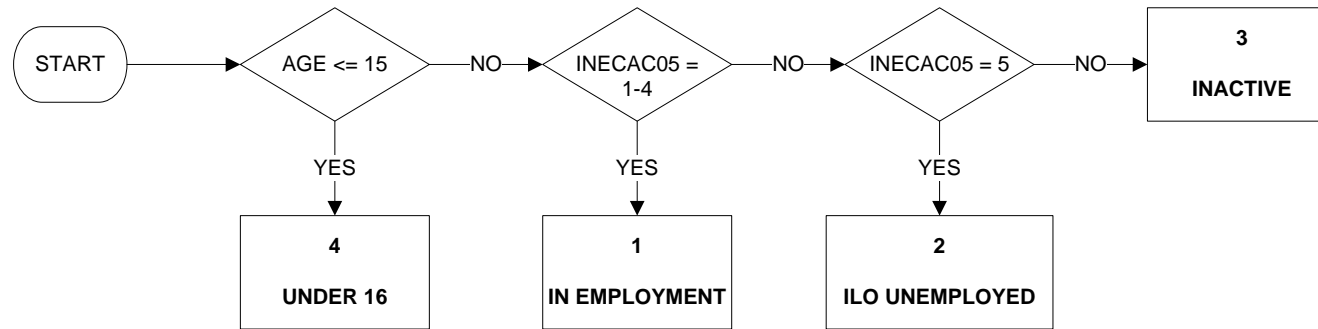 START
AGE <= 15
NO
INECAC05 =
1-4
NO
INECAC05 = 5
NO
3
INACTIVE
YES
YES
YES
4
UNDER 16
1
IN EMPLOYMENT
2
ILO UNEMPLOYED